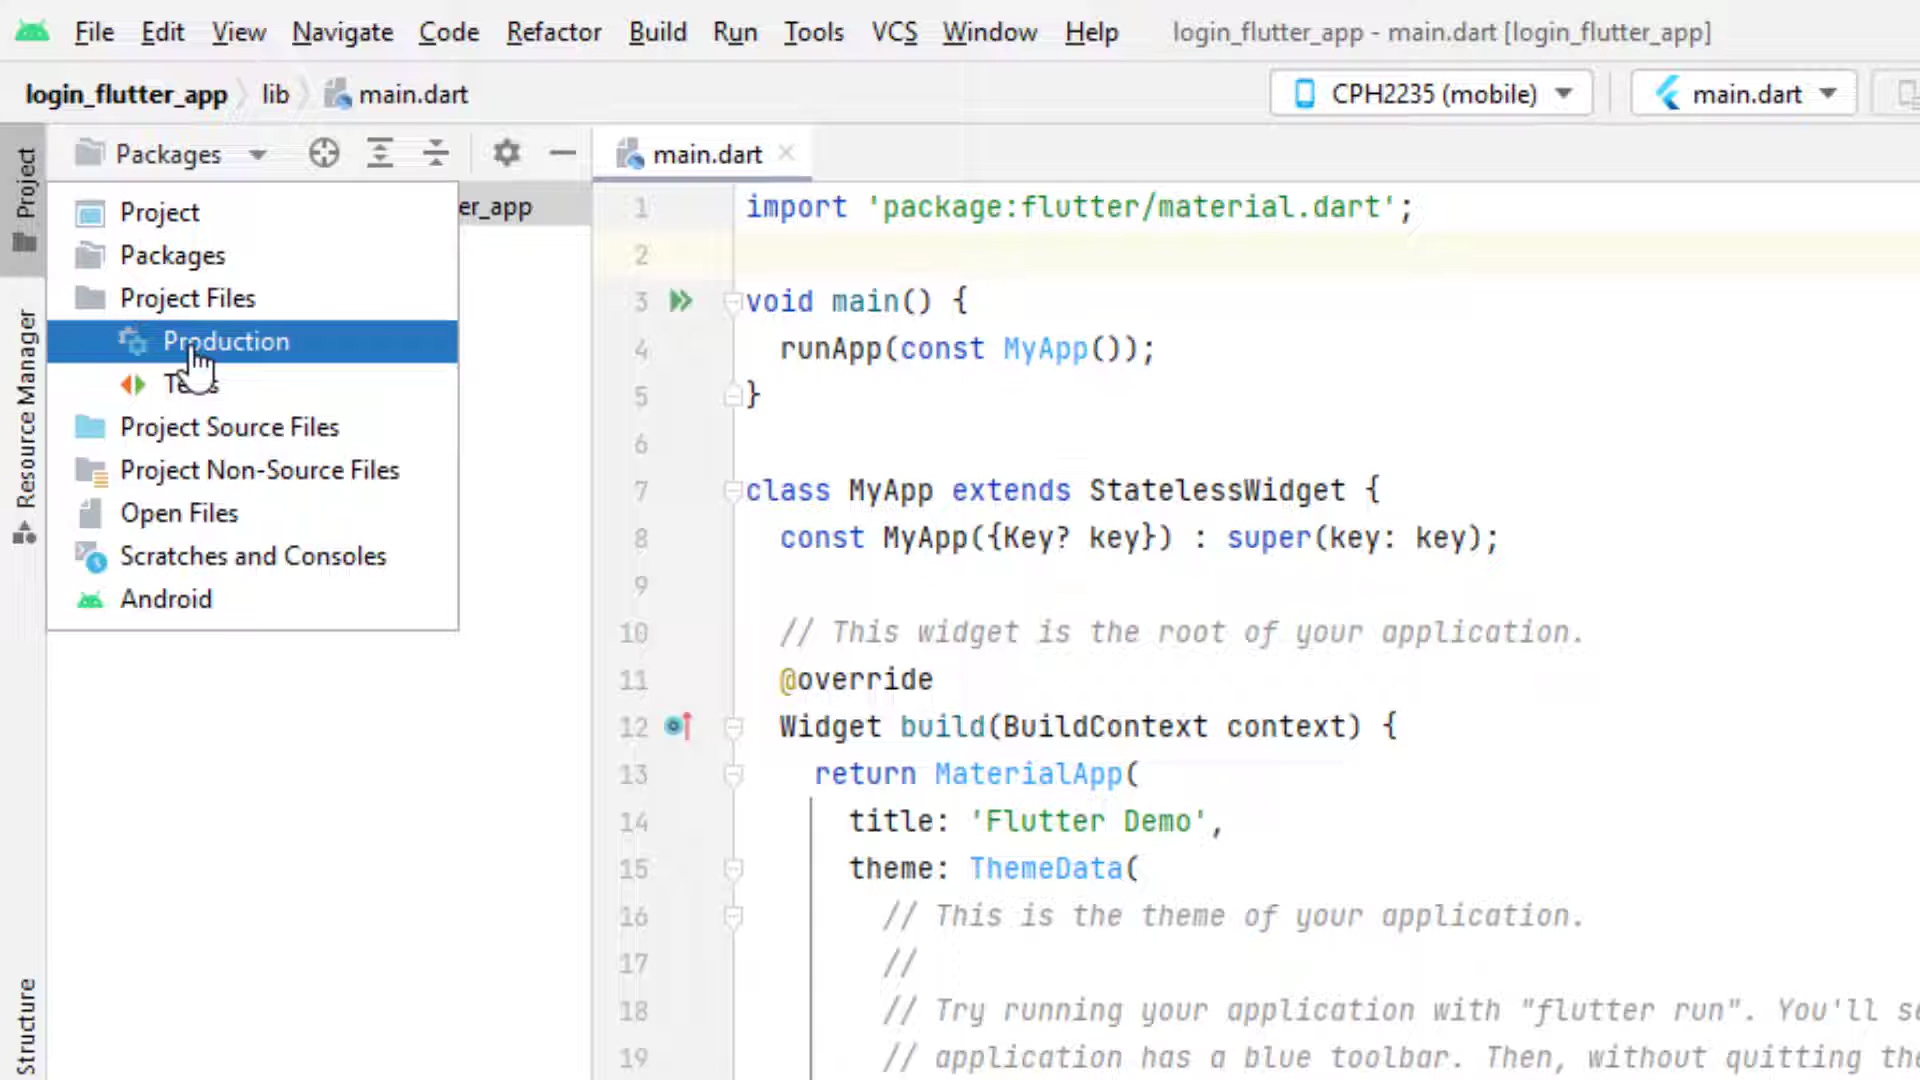 File Edit View Navigate Code Refactor Build Run Tools VCS Window Help login_flutter_app - main.dart [login_flutter_app]
login_flutter_app lib main.dart CPH2235 (mobile) main.dart
Project
Resource Manager
Structure
Packages
Project
Packages
Project Files
Production
Project Source Files
Project Non-Source Files
Open Files
Scratches and Consoles
Android
er_app
main.dart
1 import 'package:flutter/material.dart';
2
3 void main() {
4 runApp(const MyApp());
5 }
6
7 class MyApp extends StatelessWidget {
8 const MyApp({Key? key}) : super(key: key);
9
10 // This widget is the root of your application.
11 @override
12 Widget build(BuildContext context) {
13 return MaterialApp(
14 title: 'Flutter Demo',
15 theme: ThemeData(
16 // This is the theme of your application.
17 //
18 // Try running your application with "flutter run". You'll s
19 // application has a blue toolbar. Then, without quitting the